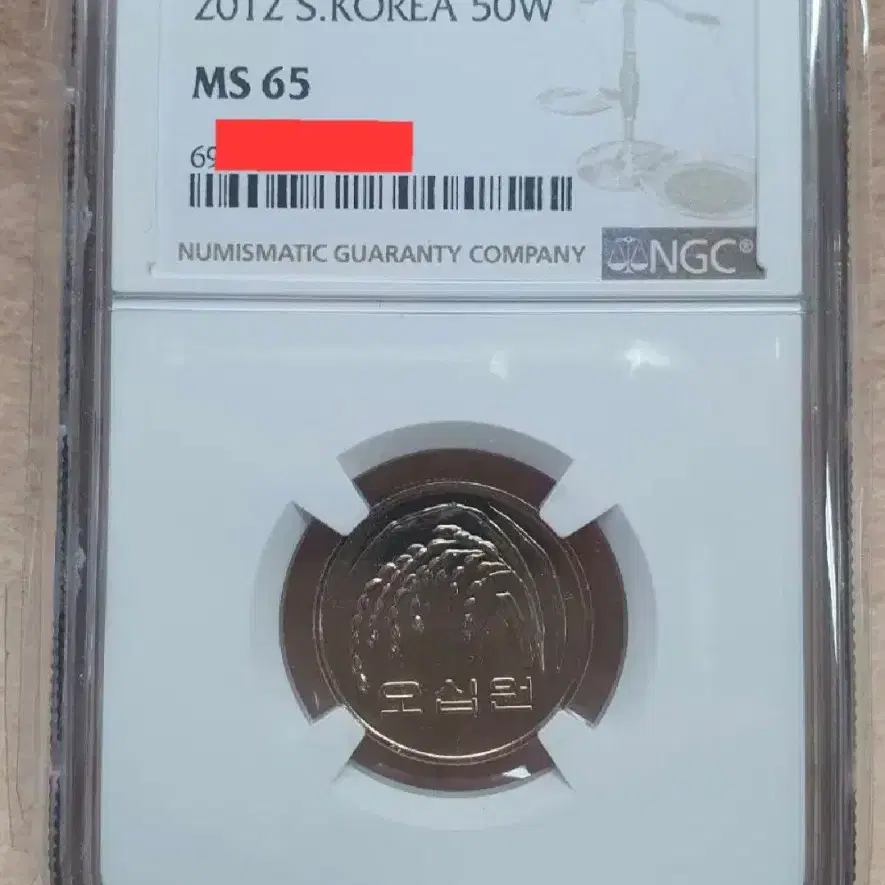 2012 S.KOREA 50W
MS 65
69
NUMISMATIC GUARANTY COMPANY
NGC®
오십원